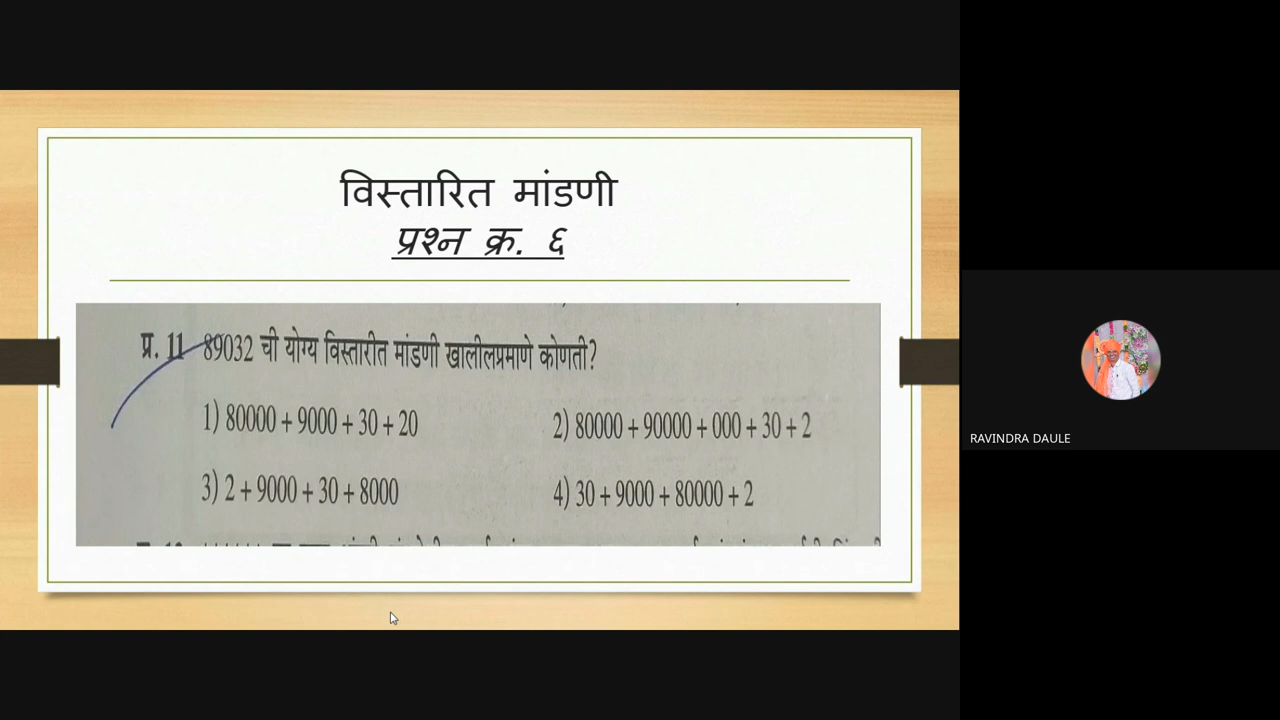 विस्तारित मांडणी
प्रश्न क्र. ६
प्र. 11 89032 ची योग्य विस्तारीत मांडणी खालीलप्रमाणे कोणती?
1) 80000 + 9000 + 30 + 20 2) 80000 + 90000 + 000 + 30 + 2
3) 2 + 9000 + 30 + 8000 4) 30 + 9000 + 80000 + 2
RAVINDRA DAULE